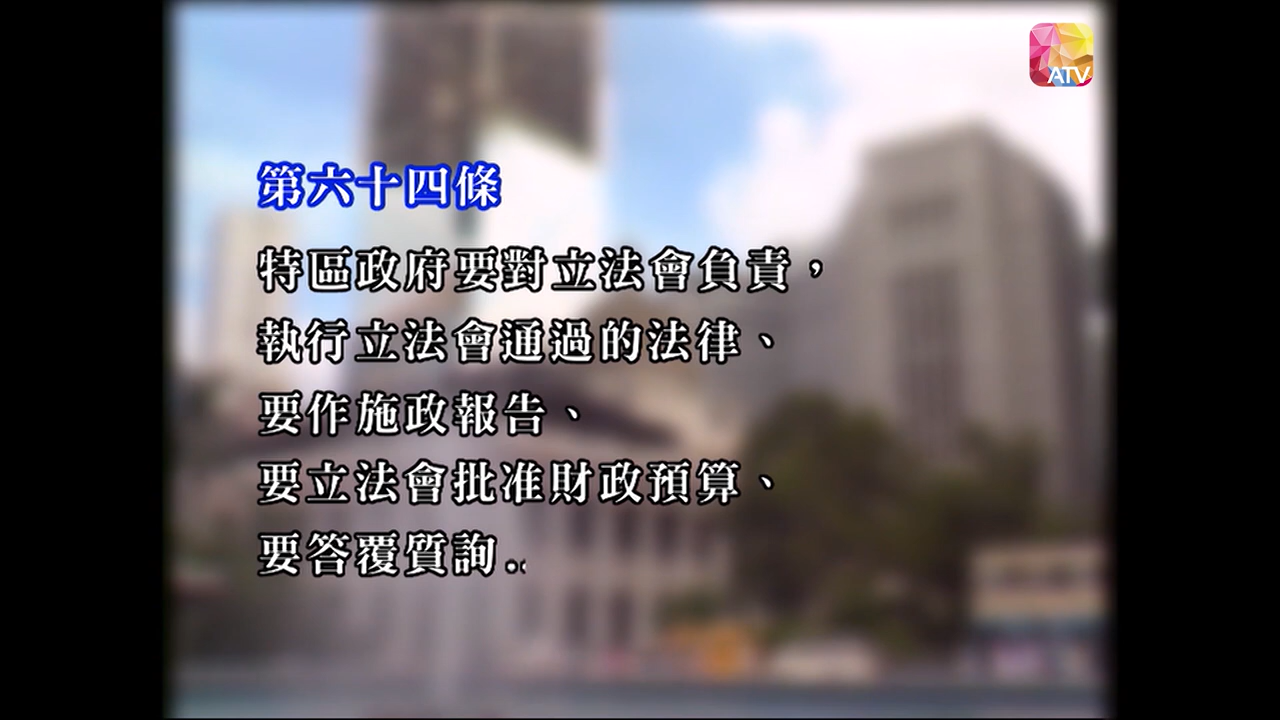 ATV
第六十四條
特區政府要對立法會負責，
執行立法會通過的法律、
要作施政報告、
要立法會批准財政預算、
要答覆質詢..